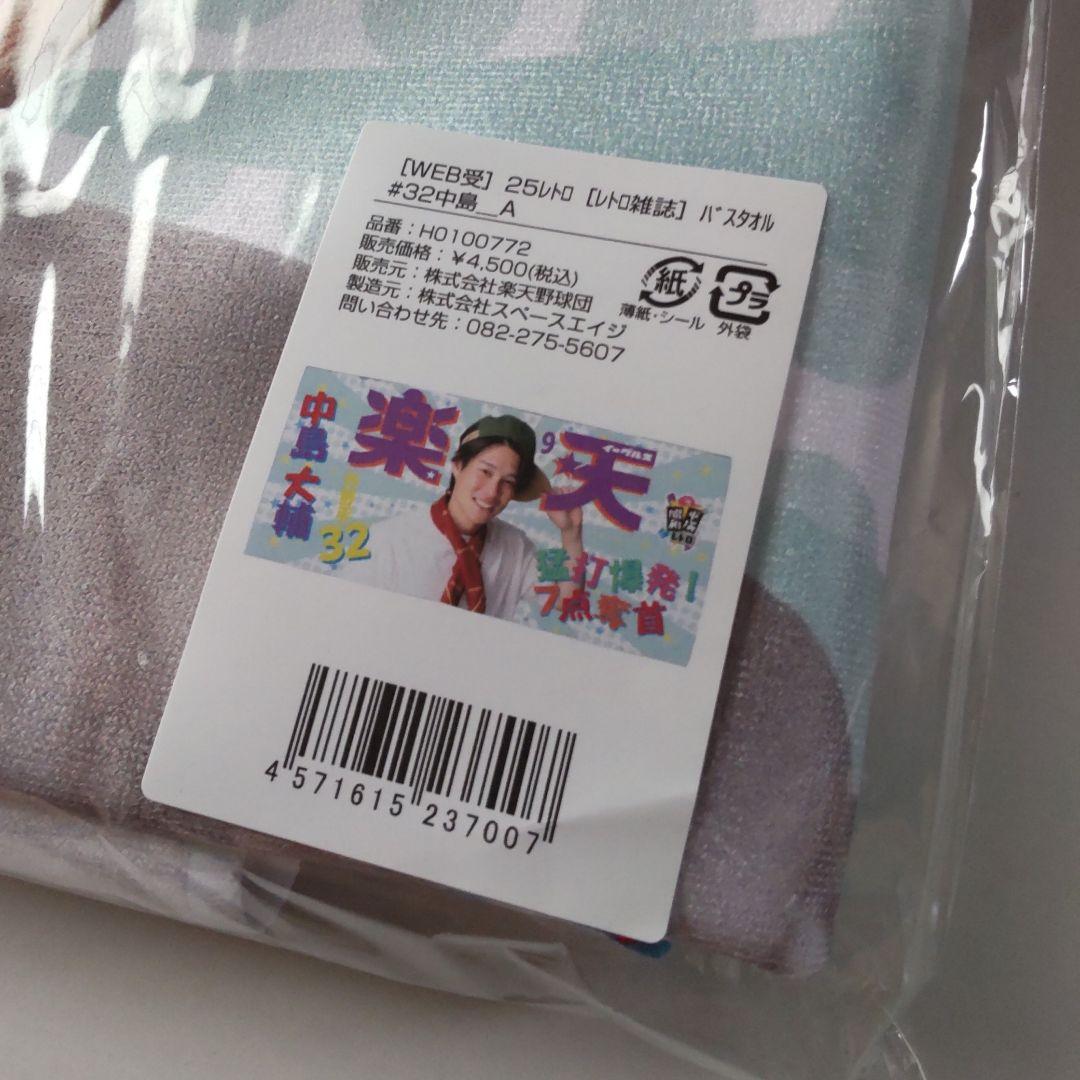 [WEB受] 25ﾚﾄﾛ [ﾚﾄﾛ雑誌] ﾊﾞｽﾀｵﾙ
#32中島_A
品番：H0100772
販売価格：￥4,500(税込)
販売元：株式会社楽天野球団
製造元：株式会社スペースエイジ
問い合わせ先：082-275-5607
紙
薄紙・シール
プラ
外袋
中島大輔
32
楽天
イーグルス
9
レトロ
猛打爆発!
7点奪首
4 571615 237007